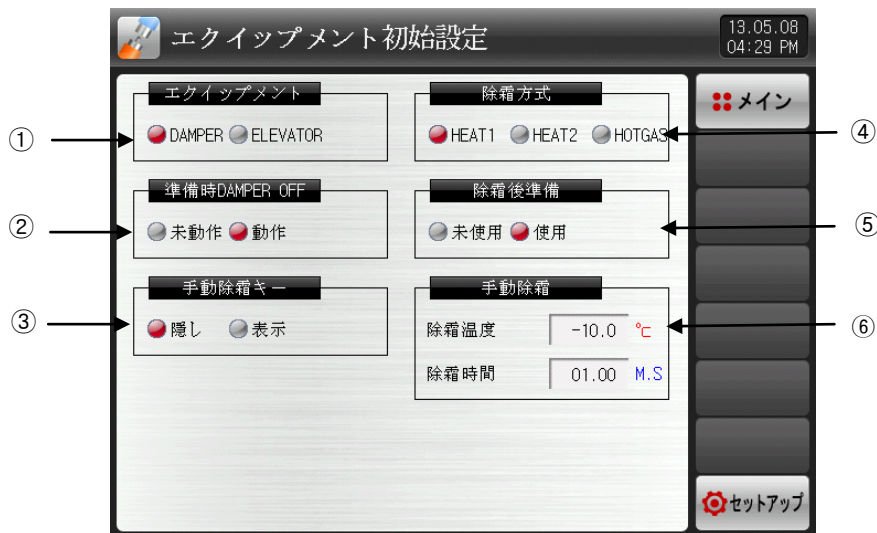 エクイップメント初始設定
13.05.08
04:29 PM
エクイップメント
DAMPER ELEVATOR
①
準備時DAMPER OFF
未動作 動作
②
手動除霜キー
隠し 表示
③
除霜方式
HEAT1 HEAT2 HOTGAS
④
除霜後準備
未使用 使用
⑤
手動除霜
除霜温度 -10.0 ℃
⑥
除霜時間 01.00 M.S
メイン
セットアップ